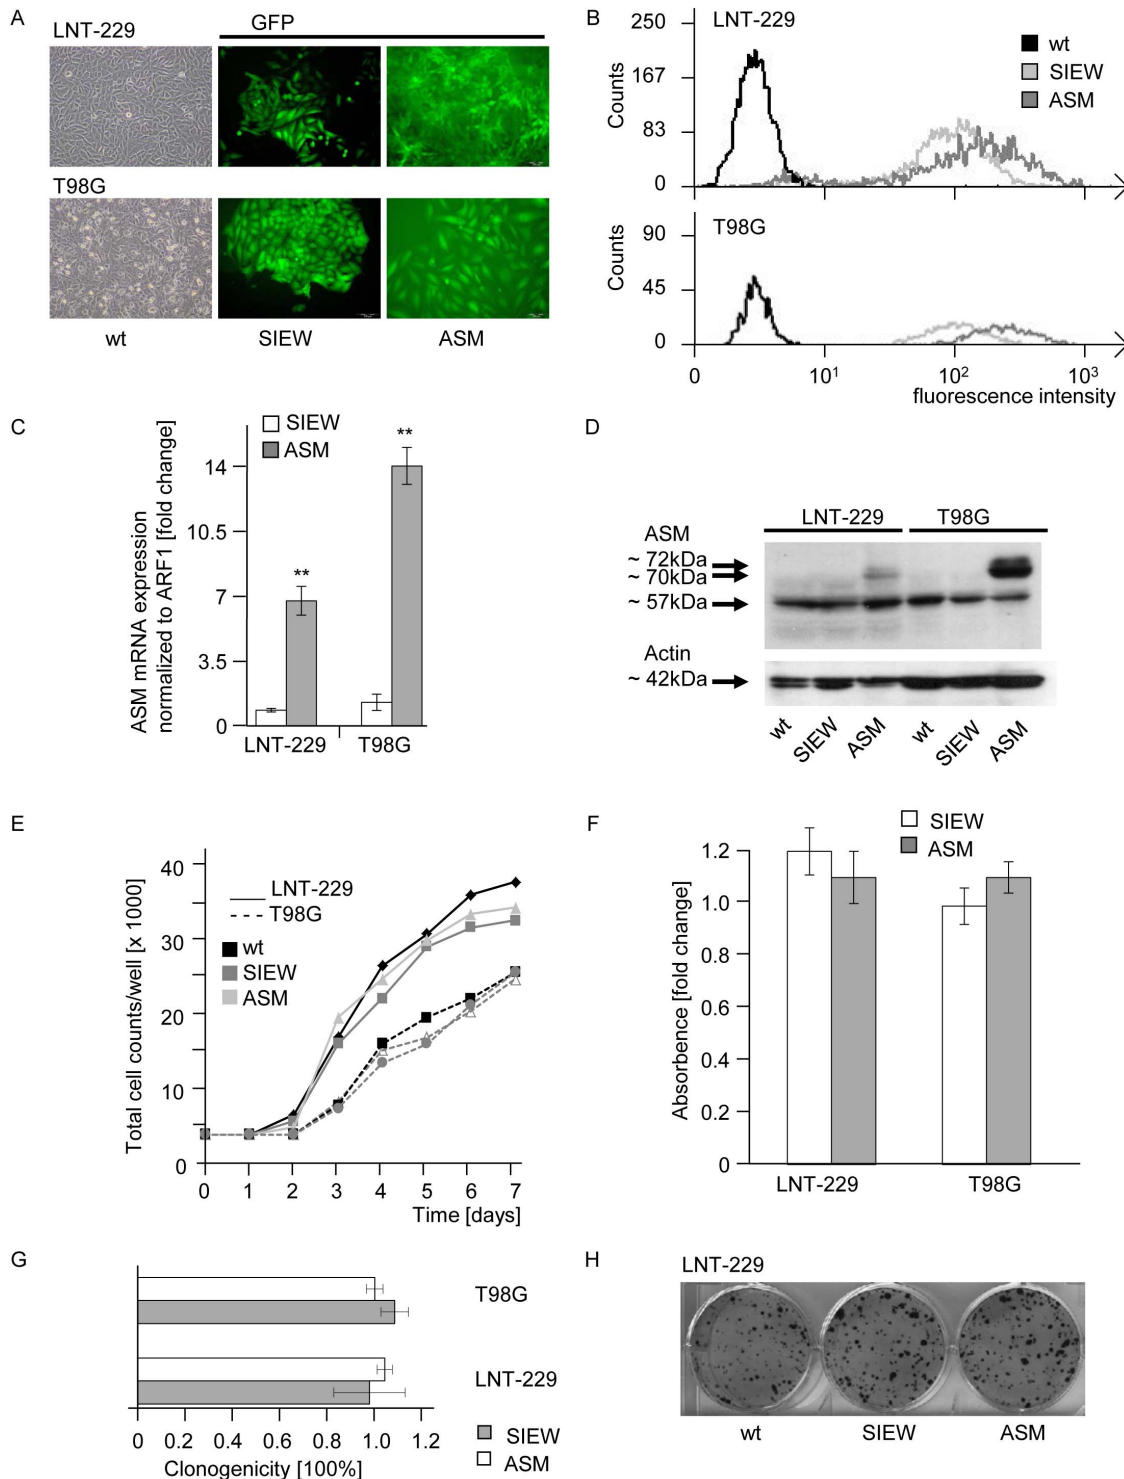 A
LNT-229
GFP
T98G
wt
SIEW
ASM
B
LNT-229
250
167
83
0
Counts
wt
SIEW
ASM
T98G
90
45
0
Counts
0
10¹
10²
10³
fluorescence intensity
C
SIEW
ASM
ASM mRNA expression
normalized to ARF1 [fold change]
14
10.5
7
3.5
0
**
**
LNT-229
T98G
D
LNT-229
T98G
ASM
~ 72kDa
~ 70kDa
~ 57kDa
Actin
~ 42kDa
wt
SIEW
ASM
wt
SIEW
ASM
E
Total cell counts/well [x 1000]
40
30
20
10
0
LNT-229
T98G
wt
SIEW
ASM
0 1 2 3 4 5 6 7
Time [days]
F
SIEW
ASM
Absorbence [fold change]
1.2
1.0
0.8
0.6
0.4
0.2
0
LNT-229
T98G
G
T98G
LNT-229
0 0.2 0.4 0.6 0.8 1.0 1.2
Clonogenicity [100%]
SIEW
ASM
H
LNT-229
wt
SIEW
ASM